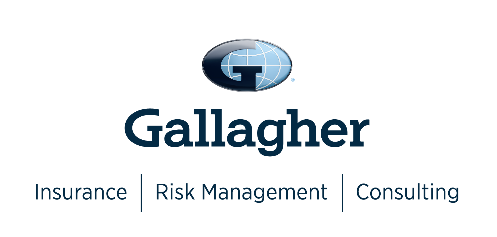 G
Gallagher
Insurance | Risk Management | Consulting